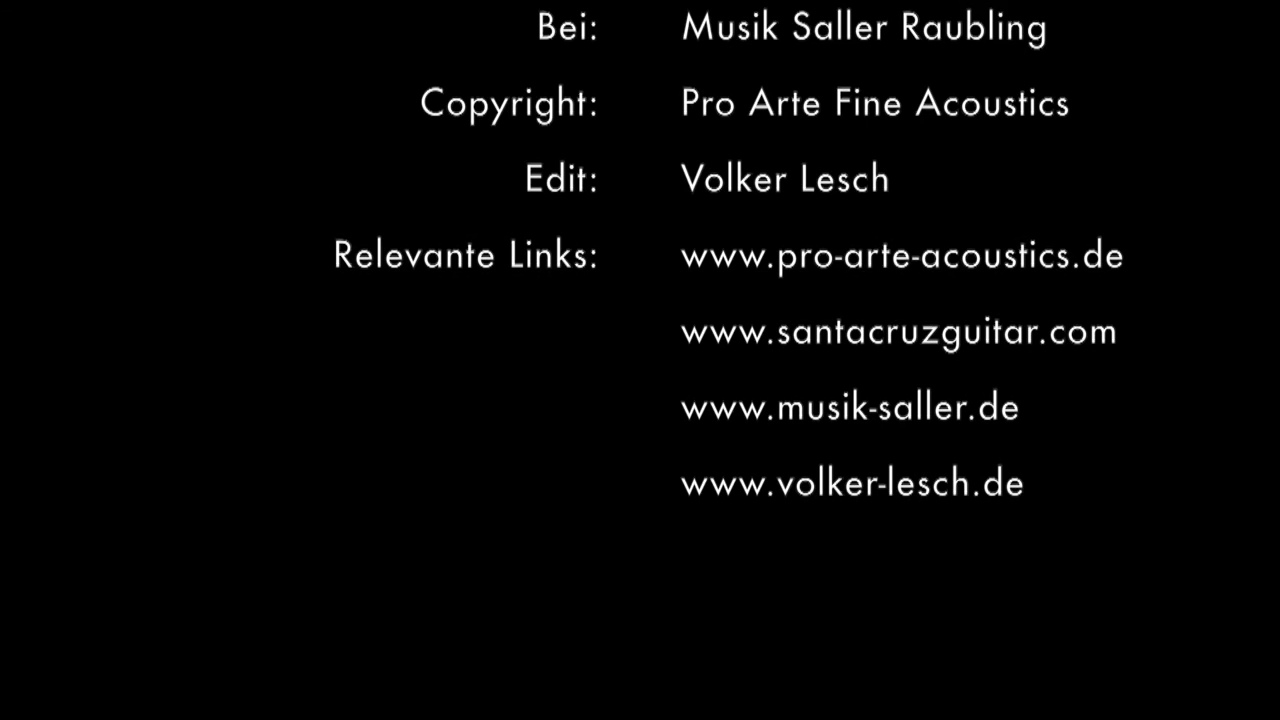 Bei: Musik Saller Raubling
Copyright: Pro Arte Fine Acoustics
Edit: Volker Lesch
Relevante Links: www.pro-arte-acoustics.de
www.santacruzguitar.com
www.musik-saller.de
www.volker-lesch.de